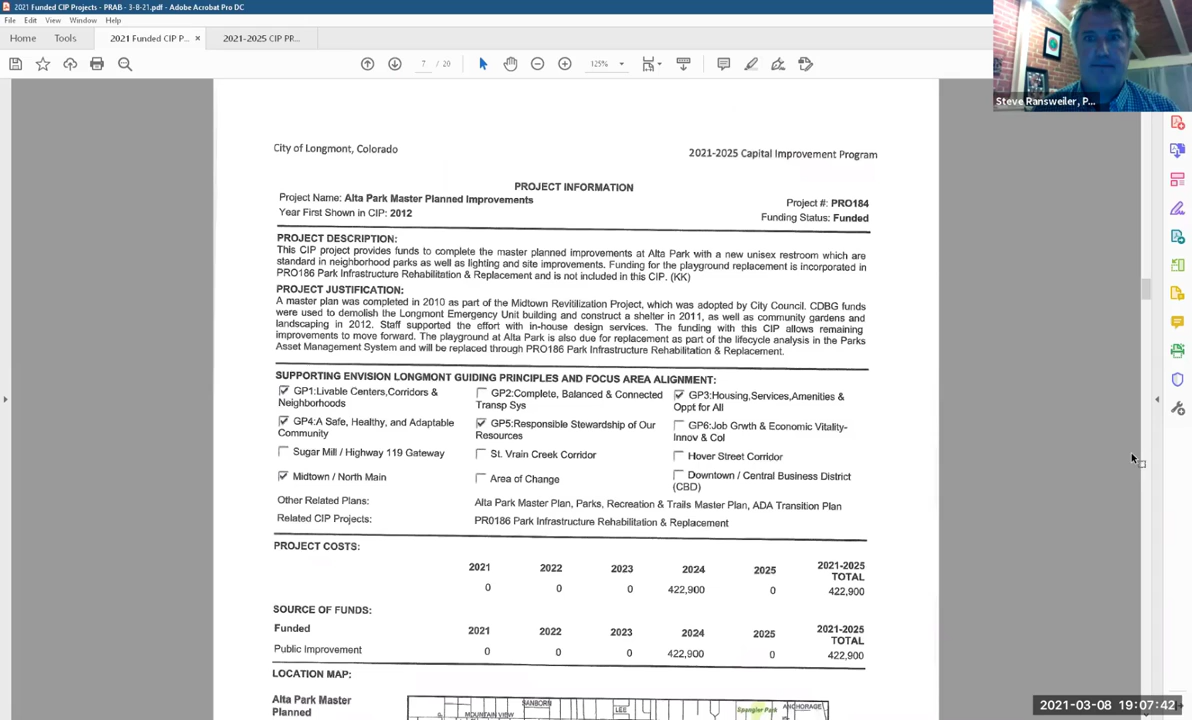 2021 Funded CIP Projects - PRAB - 3-8-21.pdf - Adobe Acrobat Pro DC
File Edit View Window Help
Home Tools 2021 Funded CIP P... × 2021-2025 CIP PR...
7 / 20 125%
Steve Ransweiler, P...
City of Longmont, Colorado
2021-2025 Capital Improvement Program
PROJECT INFORMATION
Project Name: Alta Park Master Planned Improvements
Project #: PRO184
Year First Shown in CIP: 2012
Funding Status: Funded
PROJECT DESCRIPTION:
This CIP project provides funds to complete the master planned improvements at Alta Park with a new unisex restroom which are
standard in neighborhood parks as well as lighting and site improvements. Funding for the playground replacement is incorporated in
PRO186 Park Infrastructure Rehabilitation & Replacement and is not included in this CIP. (KK)
PROJECT JUSTIFICATION:
A master plan was completed in 2010 as part of the Midtown Revitilization Project, which was adopted by City Council. CDBG funds
were used to demolish the Longmont Emergency Unit building and construct a shelter in 2011, as well as community gardens and
landscaping in 2012. Staff supported the effort with in-house design services. The funding with this CIP allows remaining
improvements to move forward. The playground at Alta Park is also due for replacement as part of the lifecycle analysis in the Parks
Asset Management System and will be replaced through PRO186 Park Infrastructure Rehabilitation & Replacement.
SUPPORTING ENVISION LONGMONT GUIDING PRINCIPLES AND FOCUS AREA ALIGNMENT:
GP1:Livable Centers,Corridors &
Neighborhoods
GP2:Complete, Balanced & Connected
Transp Sys
GP3:Housing,Services,Amenities &
Oppt for All
GP4:A Safe, Healthy, and Adaptable
Community
GP5:Responsible Stewardship of Our
Resources
GP6:Job Grwth & Economic Vitality-
Innov & Col
Sugar Mill / Highway 119 Gateway
St. Vrain Creek Corridor
Hover Street Corridor
Midtown / North Main
Area of Change
Downtown / Central Business District
(CBD)
Other Related Plans: Alta Park Master Plan, Parks, Recreation & Trails Master Plan, ADA Transition Plan
Related CIP Projects: PR0186 Park Infrastructure Rehabilitation & Replacement
PROJECT COSTS:
2021 2022 2023 2024 2025 2021-2025
TOTAL
0 0 0 422,900 0 422,900
SOURCE OF FUNDS:
Funded 2021 2022 2023 2024 2025 2021-2025
TOTAL
Public Improvement 0 0 0 422,900 0 422,900
LOCATION MAP:
Alta Park Master
Planned
SANBORN
MOUNTAIN VIEW
LEE
Spangler Park
ANCHORAGE
2021-03-08 19:07:42